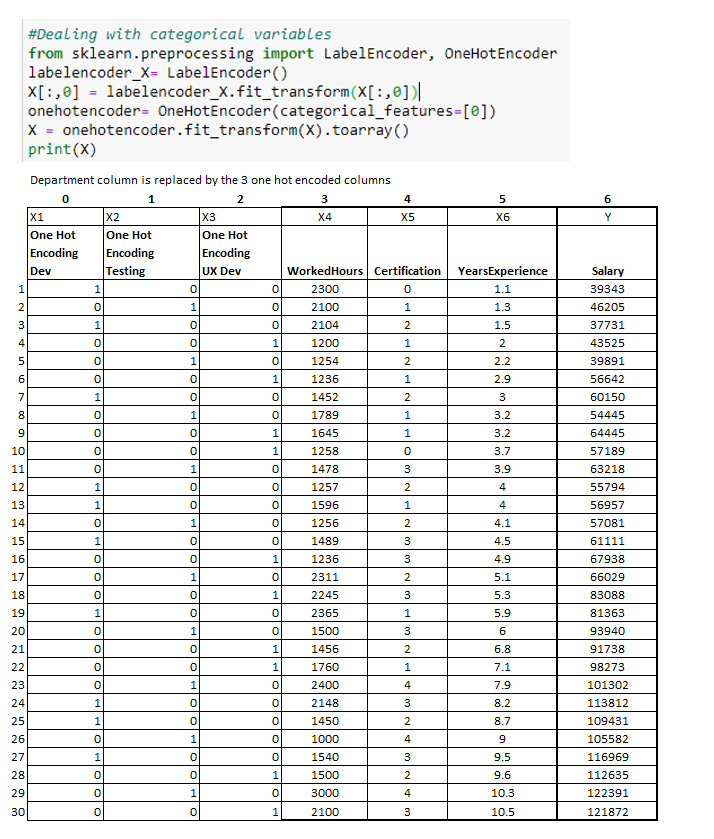 #Dealing with categorical variables
from sklearn.preprocessing import LabelEncoder, OneHotEncoder
labelencoder_X= LabelEncoder()
X[:,0] = labelencoder_X.fit_transform(X[:,0])
onehotencoder= OneHotEncoder(categorical_features=[0])
X = onehotencoder.fit_transform(X).toarray()
print(X)
Department column is replaced by the 3 one hot encoded columns
0 1 2 3 4 5 6
X1 X2 X3 X4 X5 X6 Y
One Hot One Hot One Hot
Encoding Encoding Encoding
Dev Testing UX Dev WorkedHours Certification YearsExperience Salary
1 1 0 0 2300 0 1.1 39343
2 0 1 0 2100 1 1.3 46205
3 1 0 0 2104 2 1.5 37731
4 0 0 1 1200 1 2 43525
5 0 1 0 1254 2 2.2 39891
6 0 0 1 1236 1 2.9 56642
7 1 0 0 1452 2 3 60150
8 0 1 0 1789 1 3.2 54445
9 0 0 1 1645 1 3.2 64445
10 0 0 1 1258 0 3.7 57189
11 0 1 0 1478 3 3.9 63218
12 1 0 0 1257 2 4 55794
13 1 0 0 1596 1 4 56957
14 0 1 0 1256 2 4.1 57081
15 1 0 0 1489 3 4.5 61111
16 0 0 1 1236 3 4.9 67938
17 0 1 0 2311 2 5.1 66029
18 0 0 1 2245 3 5.3 83088
19 1 0 0 2365 1 5.9 81363
20 0 1 0 1500 3 6 93940
21 0 0 1 1456 2 6.8 91738
22 0 0 1 1760 1 7.1 98273
23 0 1 0 2400 4 7.9 101302
24 1 0 0 2148 3 8.2 113812
25 1 0 0 1450 2 8.7 109431
26 0 1 0 1000 4 9 105582
27 1 0 0 1540 3 9.5 116969
28 0 0 1 1500 2 9.6 112635
29 0 1 0 3000 4 10.3 122391
30 0 0 1 2100 3 10.5 121872